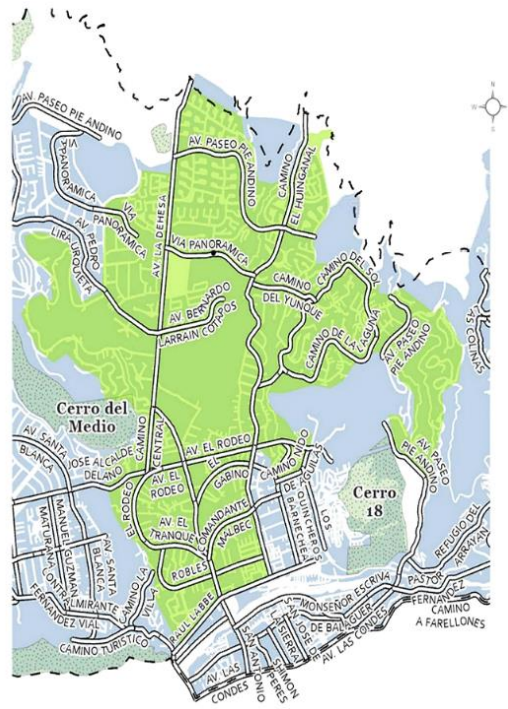 N
W
S
AV. PASEO PIE ANDINO
VIA PANORAMICA
VIA
PANORAMICA
AV. PEDRO
LIRA URQUIETA
AV. LA DEHESA
AV. PASEO PIE ANDINO
CAMINO
EL HUINGANAL
VIA PANORAMICA
CAMINO
DEL YUNQUE
CAMINO DEL SOL
CAMINO DE LA
LAGUNA
AV. PASEO
PIE ANDINO
LAS COLINAS
AV. BERNARDO
LARRAIN COTAPOS
Cerro del
Medio
AV. SANTA
BLANCA
JOSE ALCALDE
DELANO
CAMINO
CENTRAL
AV. EL RODEO
EL
GABINO
CAMINO NIDO
DE AGUILAS
AV. PASEO
PIE ANDINO
Cerro
18
EL RODEO
AV. EL
RODEO
COMANDANTE
MALBEC
QUINCHEROS
BARNECHEA
LOS
MANUEL GUZMAN
MATURANA
AV. SANTA
BLANCA
AV. EL
TRANQUE
ROBLES
ALMIRANTE
FERNANDEZ VIAL
CAMINO LA
VILLA
CAMINO TURISTICO
RAUL LABBE
REFUGIO DEL
ARRAYAN
PASTOR
FERNANDEZ
CAMINO
A FARELLONES
MONSEÑOR ESCRIVA
DE BALAGUER
AV. LAS CONDES
SAN JOSE DE
LA SIERRA
SAN ANTONIO
SHIMON
PERES
AV. LAS
CONDES